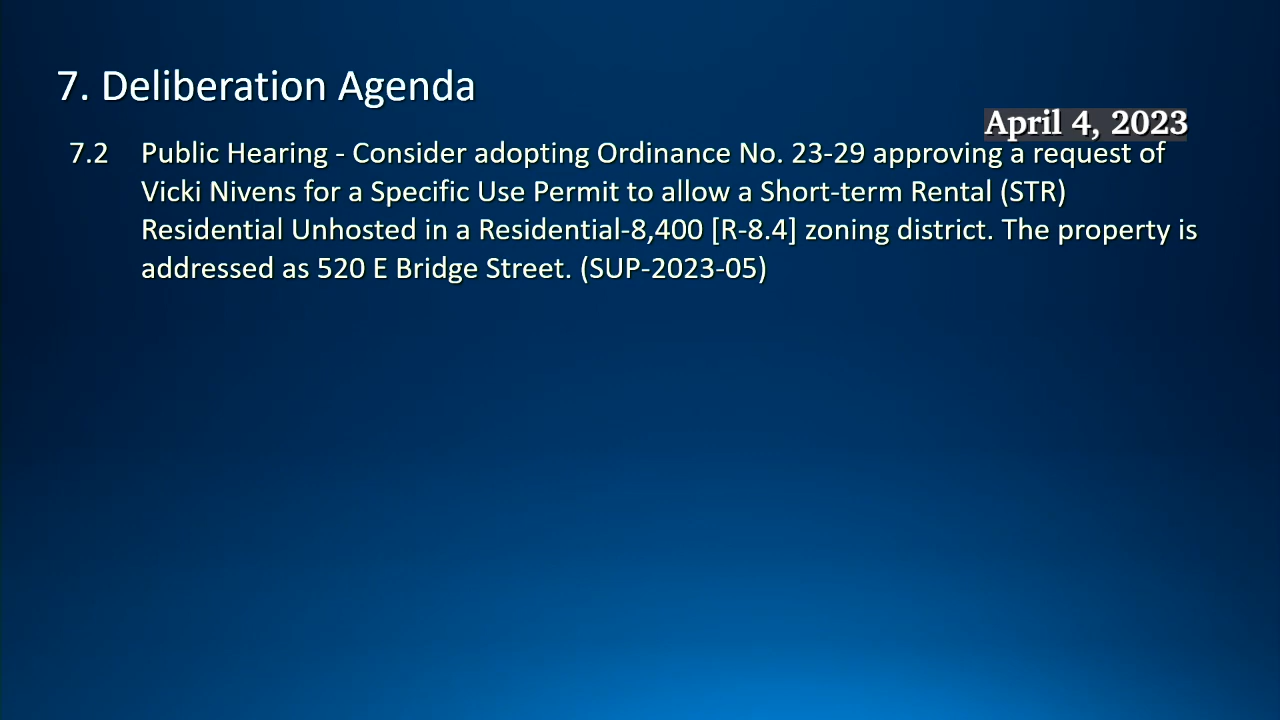 7. Deliberation Agenda
April 4, 2023
7.2 Public Hearing - Consider adopting Ordinance No. 23-29 approving a request of
Vicki Nivens for a Specific Use Permit to allow a Short-term Rental (STR)
Residential Unhosted in a Residential-8,400 [R-8.4] zoning district. The property is
addressed as 520 E Bridge Street. (SUP-2023-05)